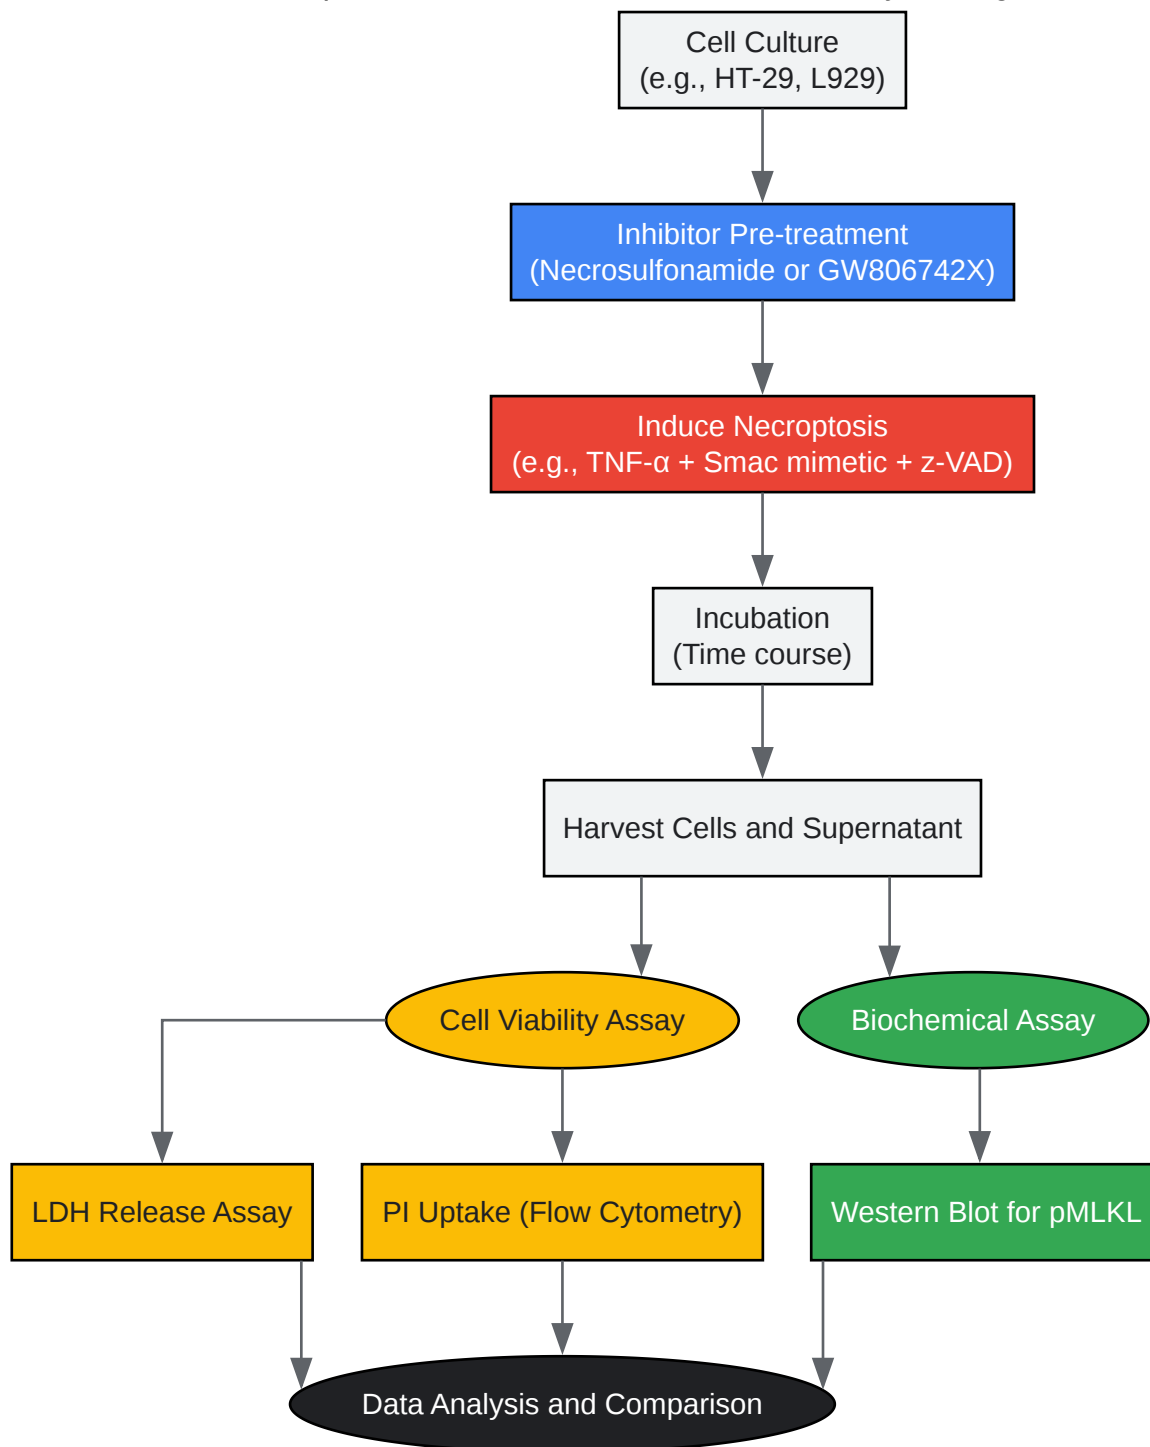 Cell Culture
(e.g., HT-29, L929)
Inhibitor Pre-treatment
(Necrosulfonamide or GW806742X)
Induce Necroptosis
(e.g., TNF-α + Smac mimetic + z-VAD)
Incubation
(Time course)
Harvest Cells and Supernatant
Cell Viability Assay
Biochemical Assay
LDH Release Assay
PI Uptake (Flow Cytometry)
Western Blot for pMLKL
Data Analysis and Comparison